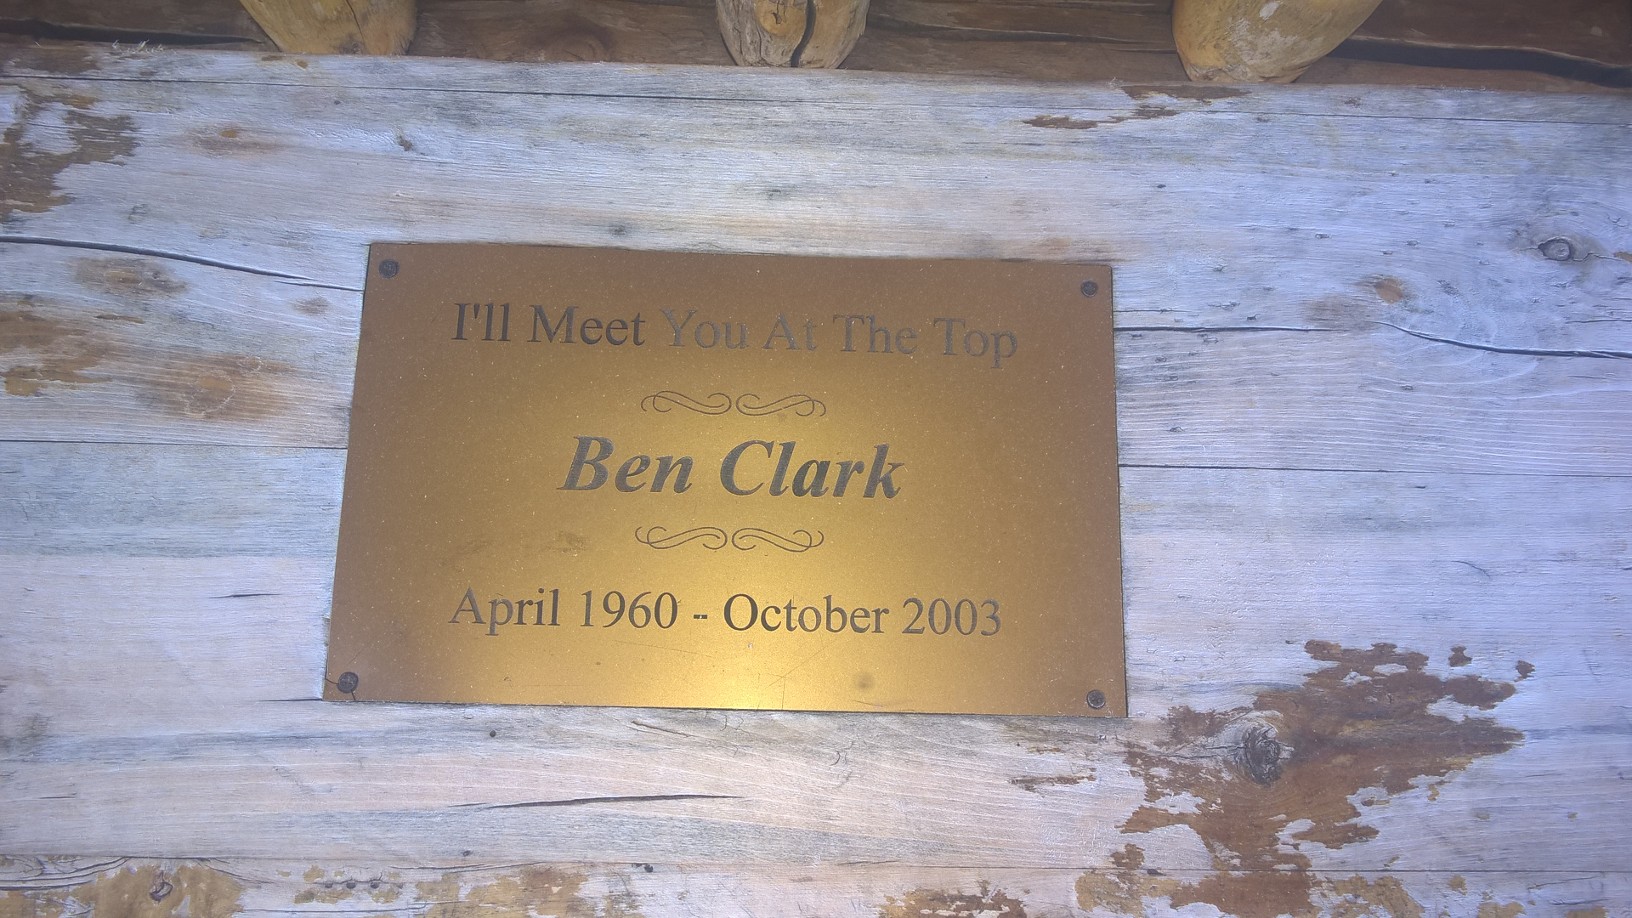 I'll Meet You At The Top
Ben Clark
April 1960 - October 2003